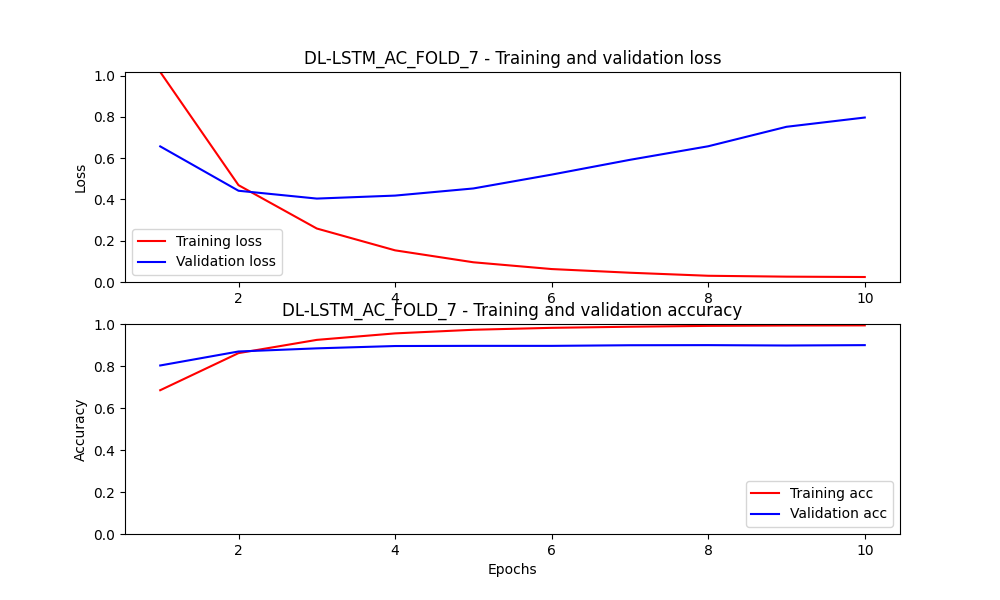 DL-LSTM_AC_FOLD_7 - Training and validation loss
1.0
0.8
0.6
0.4
0.2
0.0
Loss
Training loss
Validation loss
2 4 6 8 10
DL-LSTM_AC_FOLD_7 - Training and validation accuracy
1.0
0.8
0.6
0.4
0.2
0.0
Accuracy
Training acc
Validation acc
2 4 6 8 10
Epochs